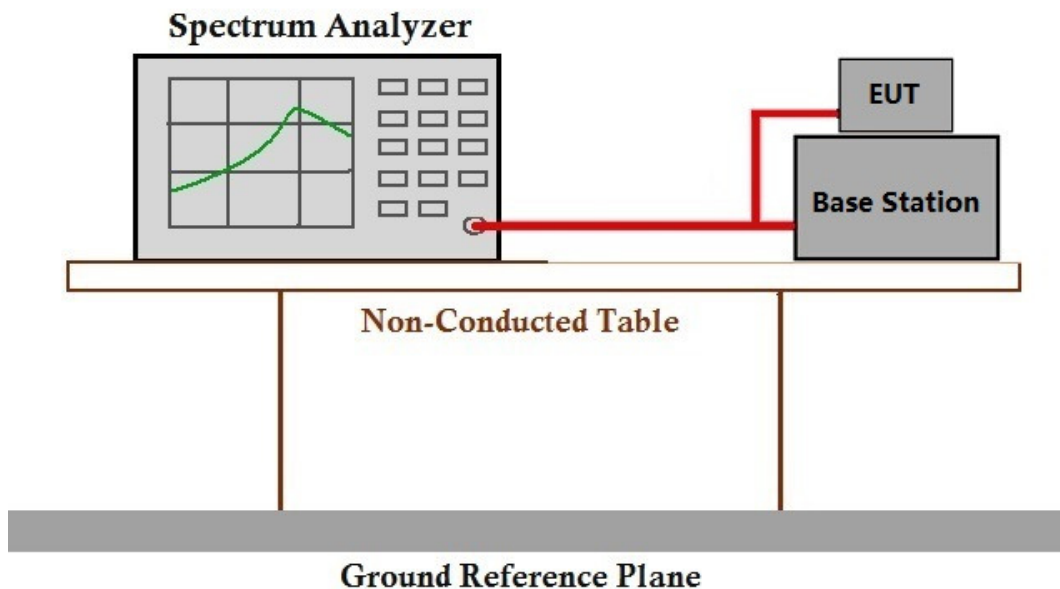 Spectrum Analyzer
EUT
Base Station
Non-Conducted Table
Ground Reference Plane